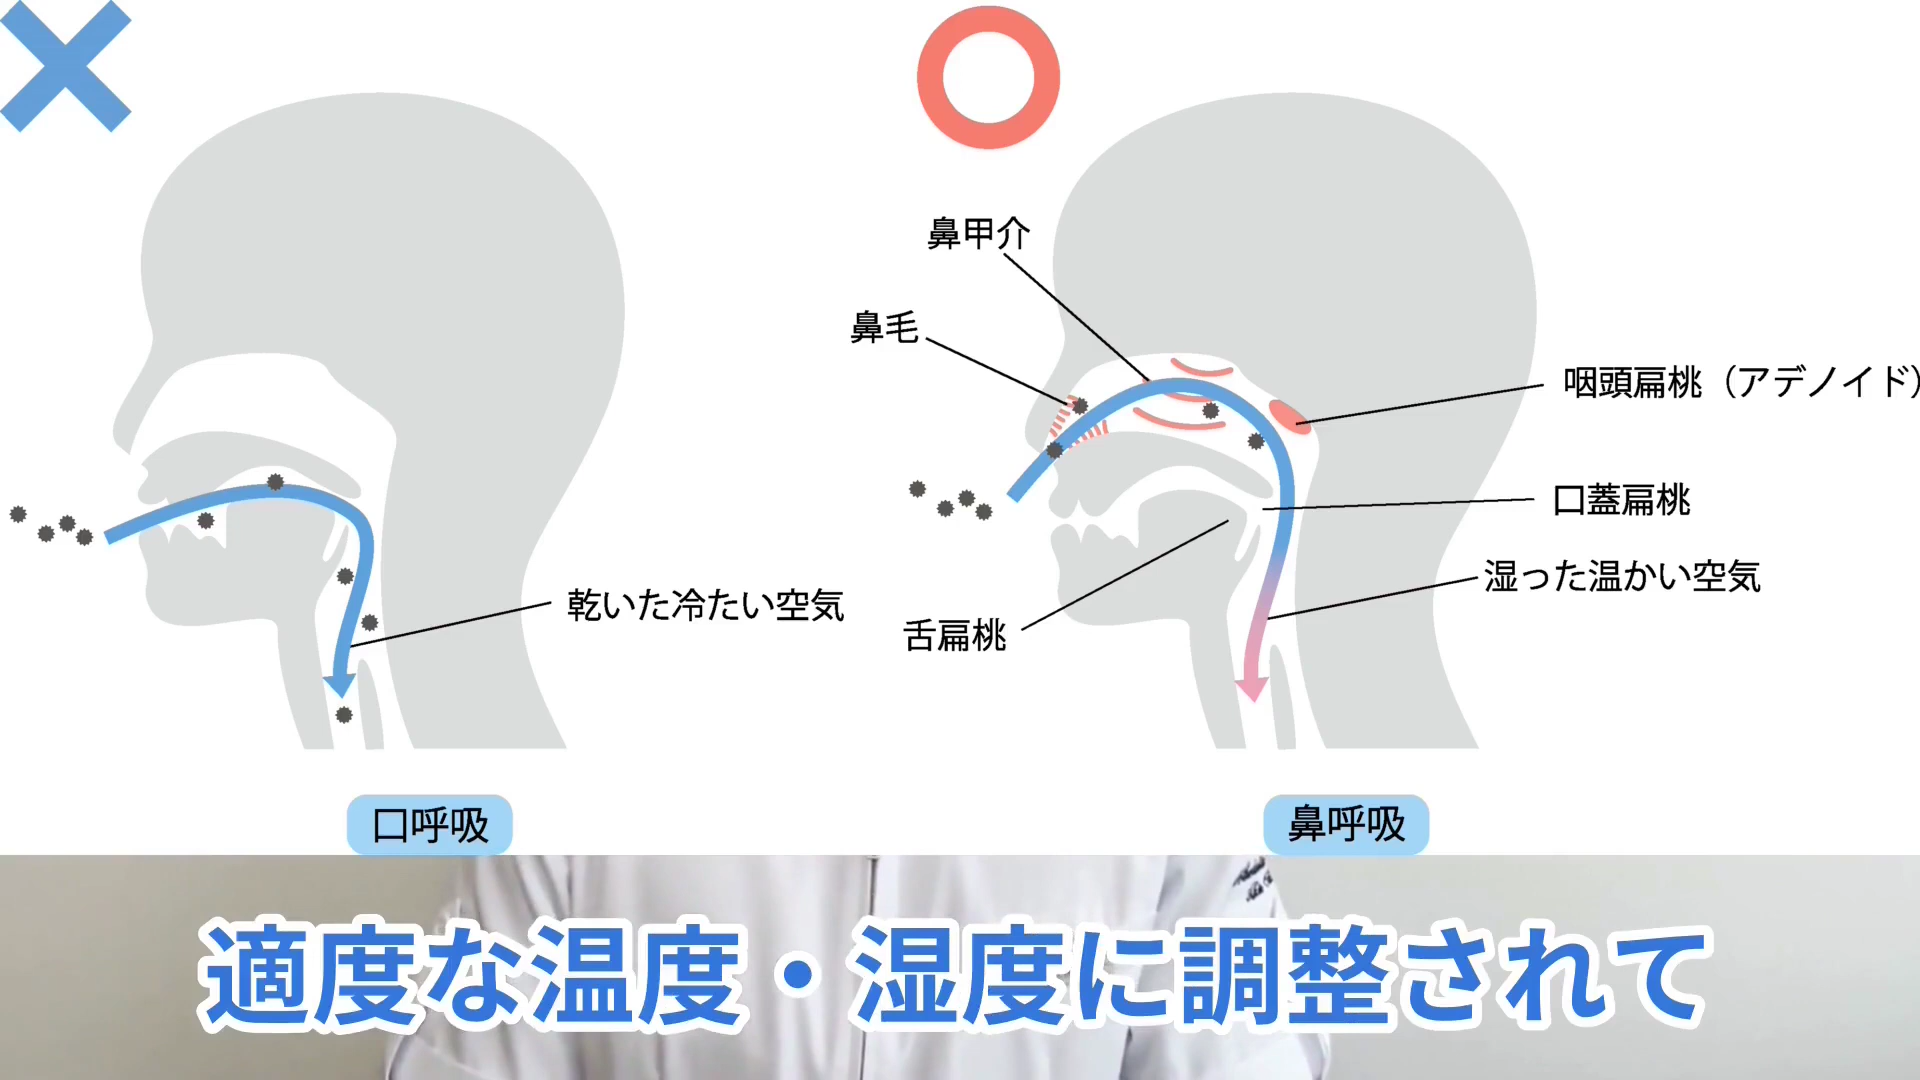 鼻甲介
鼻毛
咽頭扁桃（アデノイド）
口蓋扁桃
湿った温かい空気
乾いた冷たい空気
舌扁桃
口呼吸
鼻呼吸
適度な温度・湿度に調整されて